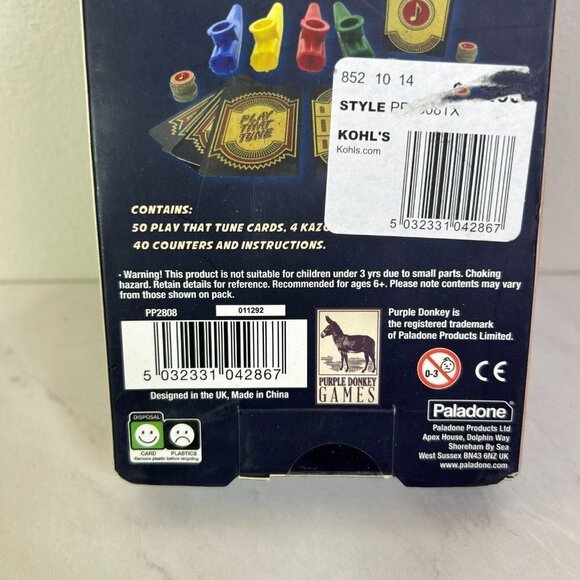 PLAY
THAT THAT
TUNE
852 10 14
STYLE
KOHL'S
Kohls.com
5 032331 042867
CONTAINS:
50 PLAY THAT TUNE CARDS, 4
40 COUNTERS AND INSTRUCTIONS.
· Warning! This product is not suitable for children under 3 yrs due to small parts. Choking
hazard. Retain details for reference. Recommended for ages 6+. Please note contents may vary
from those shown on pack.
PP2808
011292
5 032331 042867
Designed in the UK, Made in China
PURPLE DONKEY
GAMES
Purple Donkey is
the registered trademark
of Paladone Products Limited.
0-3
CE
DISPOSAL
CARD
PLASTICS
Remove plastic before recycling
Paladone
Paladone Products Ltd
Apex House, Dolphin Way
Shoreham By Sea
West Sussex BN43 6NZ UK
www.paladone.com